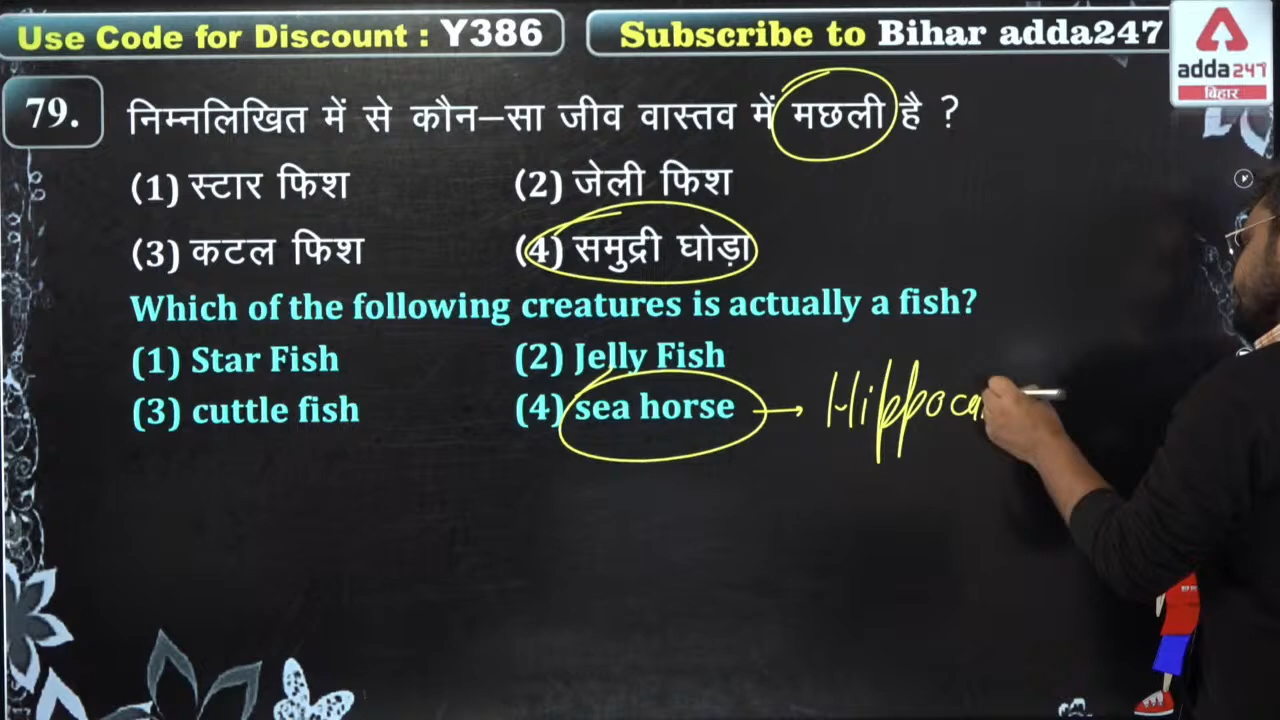 Use Code for Discount : Y386
Subscribe to Bihar adda247
adda247
बिहार
79. निम्नलिखित में से कौन–सा जीव वास्तव में मछली है ?
(1) स्टार फिश (2) जेली फिश
(3) कटल फिश (4) समुद्री घोड़ा
Which of the following creatures is actually a fish?
(1) Star Fish (2) Jelly Fish
(3) cuttle fish (4) sea horse → Hippoca